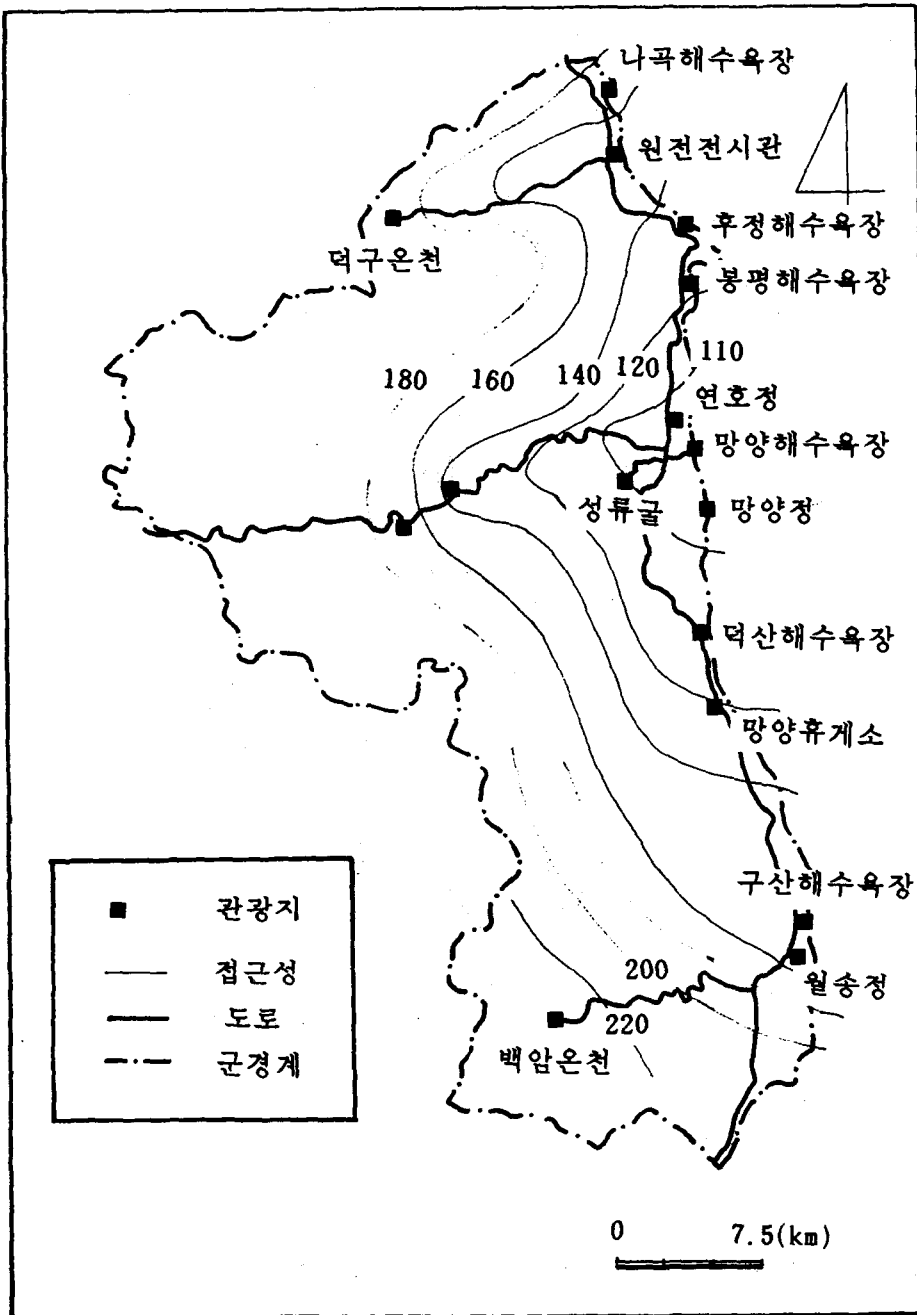 나곡해수욕장
원전전시관
후정해수욕장
덕구온천
봉평해수욕장
180
160
140
120
110
연호정
망양해수욕장
성류굴
망양정
덕산해수욕장
망양휴게소
구산해수욕장
월송정
200
220
백암온천
관광지
접근성
도로
군경계
0
7.5(km)